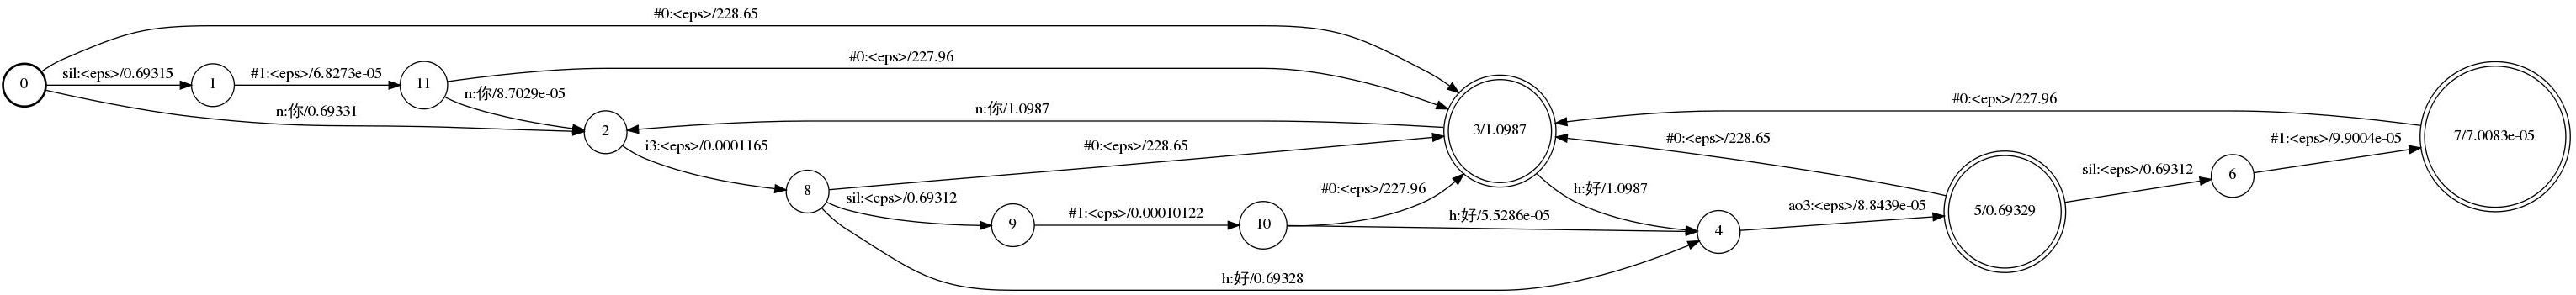 #0:<eps>/228.65
#0:<eps>/227.96
0
sil:<eps>/0.69315
1
#1:<eps>/6.8273e-05
11
n:你/8.7029e-05
n:你/0.69331
2
n:你/1.0987
3/1.0987
#0:<eps>/227.96
7/7.0083e-05
i3:<eps>/0.0001165
#0:<eps>/228.65
#0:<eps>/228.65
#1:<eps>/9.9004e-05
8
sil:<eps>/0.69312
#0:<eps>/227.96
h:好/1.0987
sil:<eps>/0.69312
6
9
#1:<eps>/0.00010122
10
h:好/5.5286e-05
4
ao3:<eps>/8.8439e-05
5/0.69329
h:好/0.69328